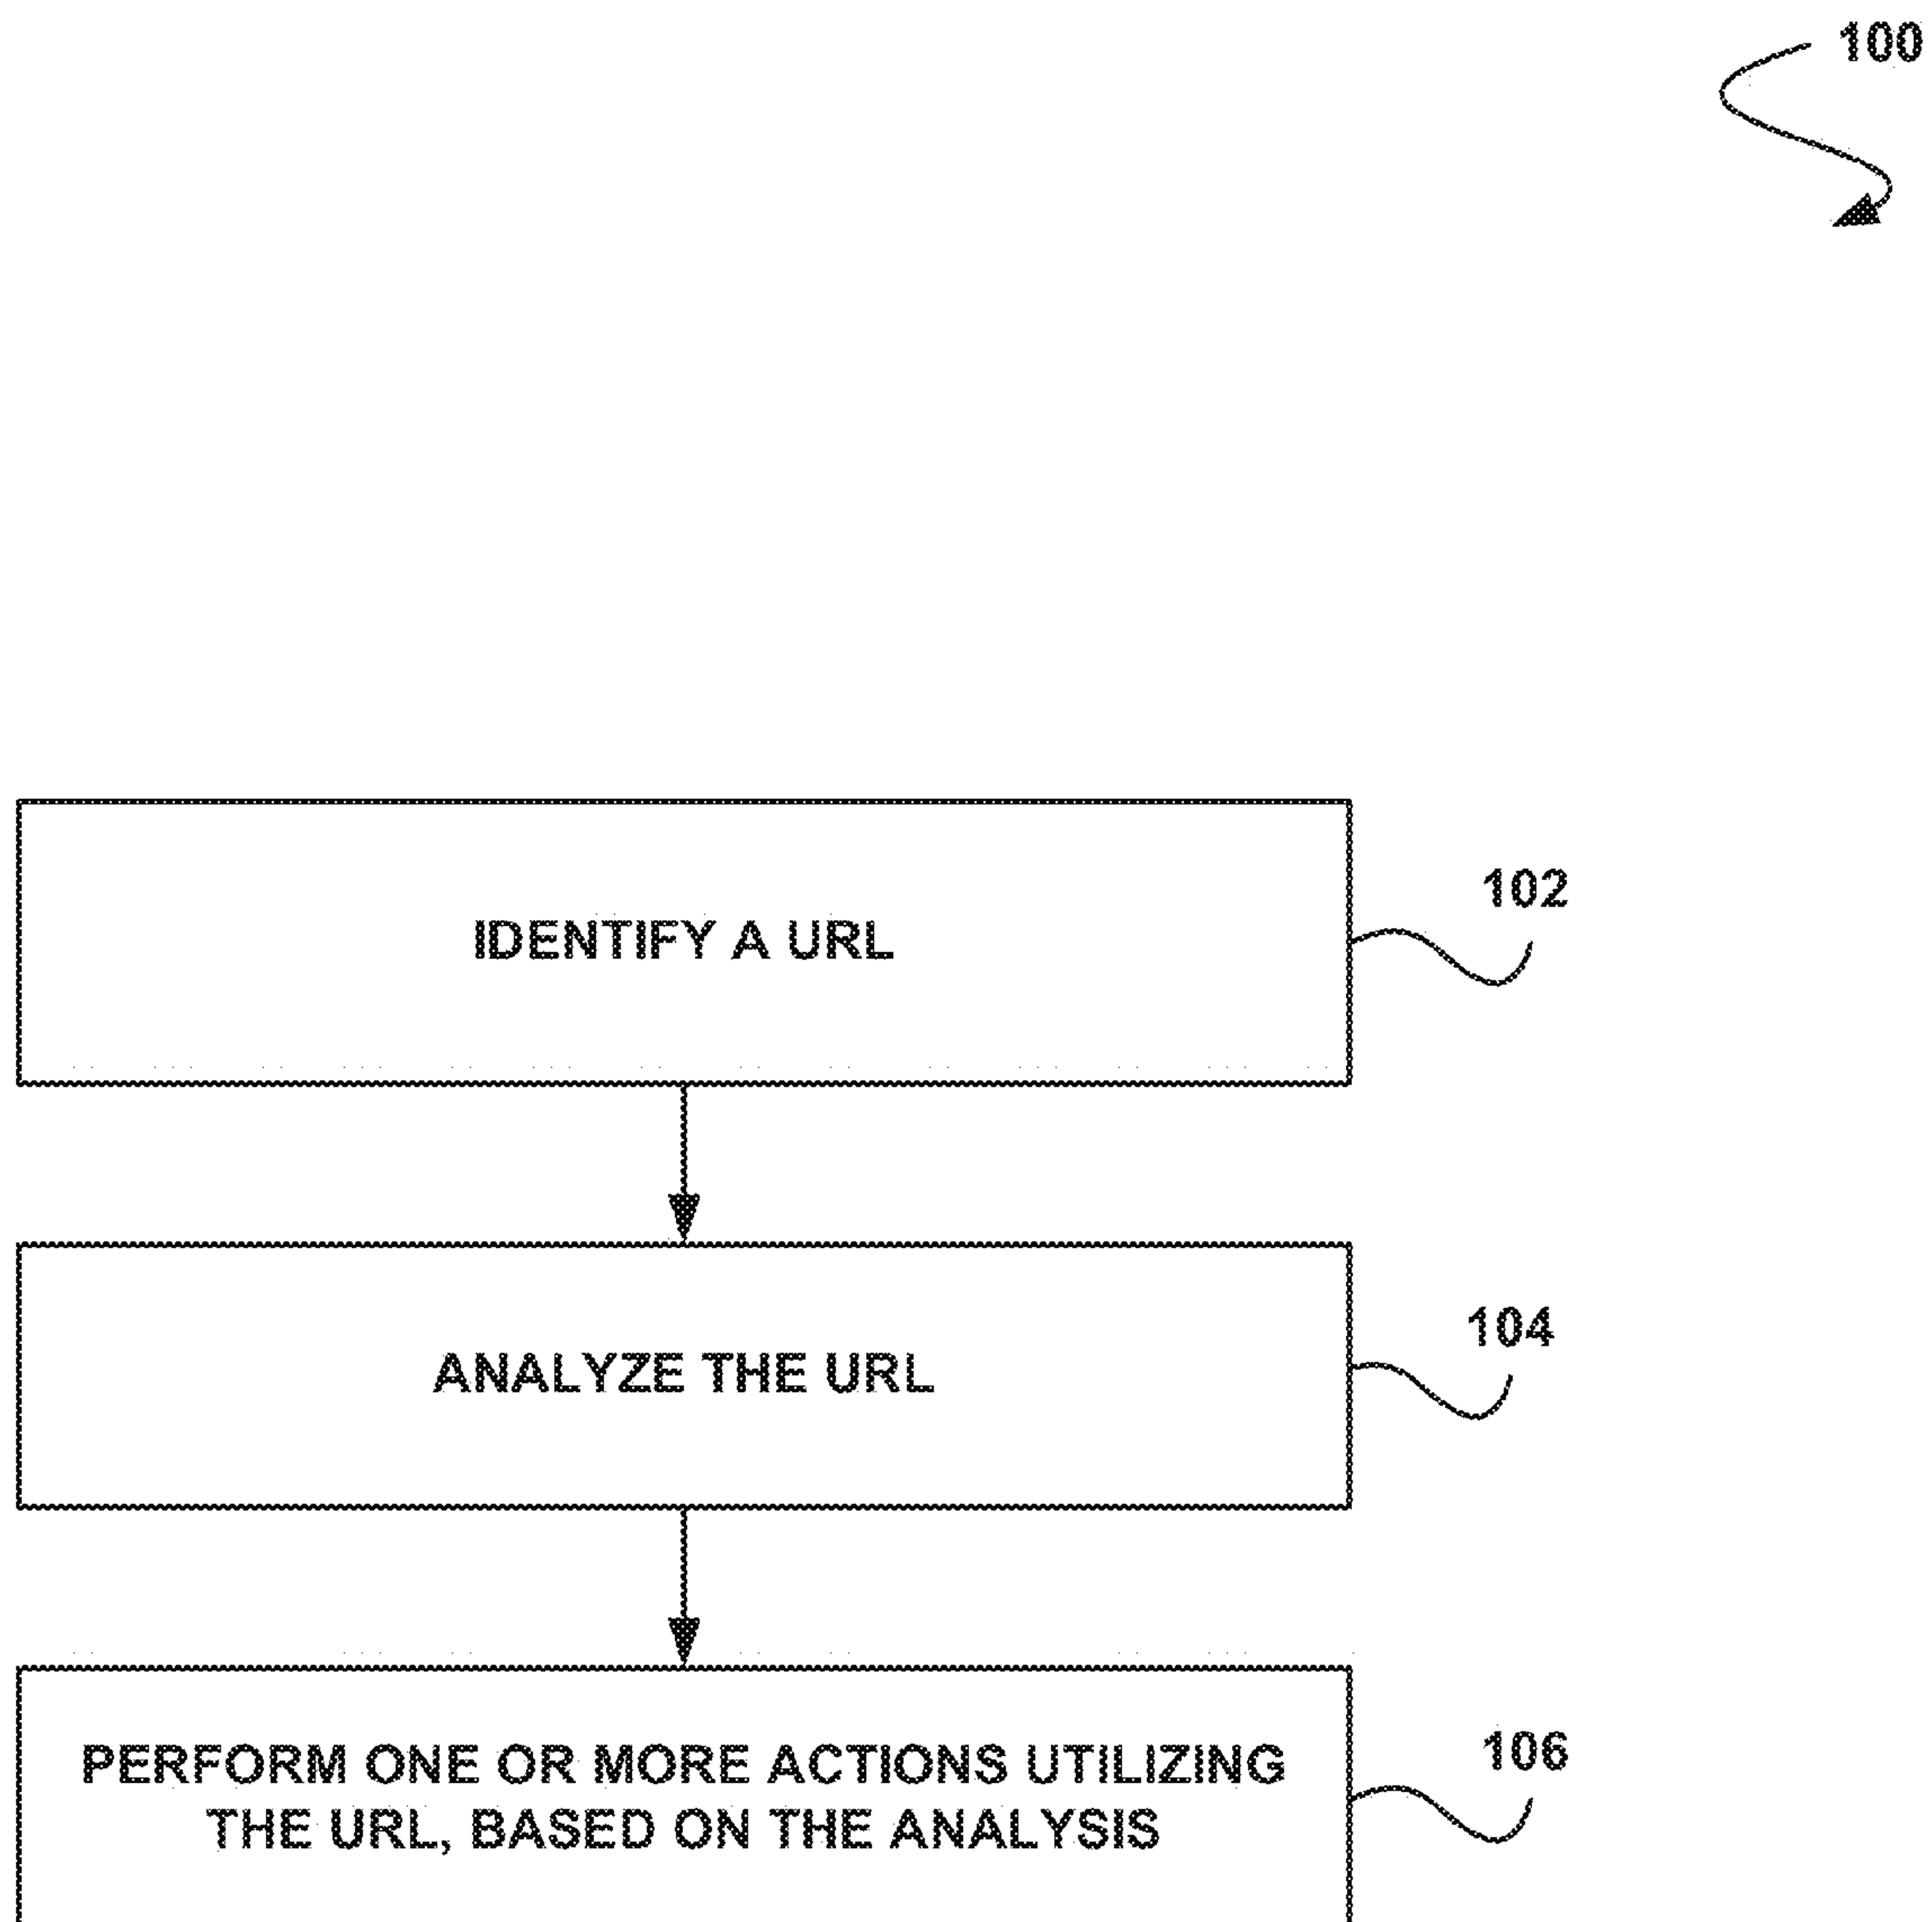 100
IDENTIFY A URL
102
ANALYZE THE URL
104
PERFORM ONE OR MORE ACTIONS UTILIZING
THE URL, BASED ON THE ANALYSIS
106